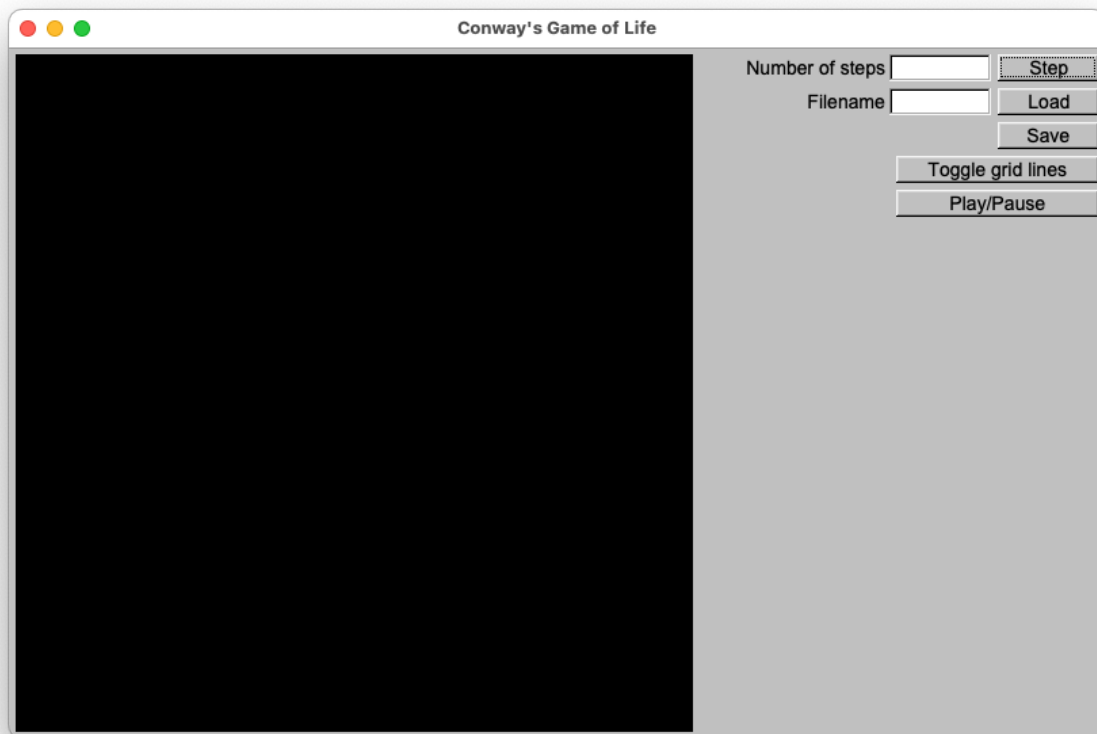 Conway's Game of Life
Number of steps Step
Filename Load
Save
Toggle grid lines
Play/Pause